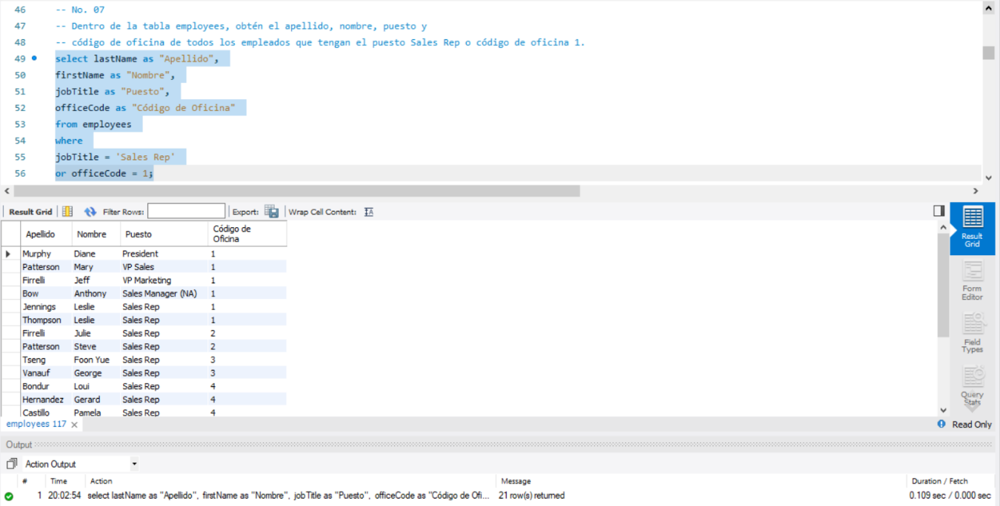 46 -- No. 07
47 -- Dentro de la tabla employees, obtén el apellido, nombre, puesto y
48 -- código de oficina de todos los empleados que tengan el puesto Sales Rep o código de oficina 1.
49 select lastName as "Apellido",
50 firstName as "Nombre",
51 jobTitle as "Puesto",
52 officeCode as "Código de Oficina"
53 from employees
54 where
55 jobTitle = 'Sales Rep'
56 or officeCode = 1;
Result Grid Filter Rows: Export: Wrap Cell Content:
Apellido Nombre Puesto Código de Oficina
Murphy Diane President 1
Patterson Mary VP Sales 1
Firrelli Jeff VP Marketing 1
Bow Anthony Sales Manager (NA) 1
Jennings Leslie Sales Rep 1
Thompson Leslie Sales Rep 1
Firrelli Julie Sales Rep 2
Patterson Steve Sales Rep 2
Tseng Foon Yue Sales Rep 3
Vanauf George Sales Rep 3
Bondur Loui Sales Rep 4
Hernandez Gerard Sales Rep 4
Castillo Pamela Sales Rep 4
Result Grid
Form Editor
Field Types
Query Stats
employees 117 Read Only
Output
Action Output
# Time Action Message Duration / Fetch
1 20:02:54 select lastName as "Apellido", firstName as "Nombre", jobTitle as "Puesto", officeCode as "Código de Ofi... 21 row(s) returned 0.109 sec / 0.000 sec